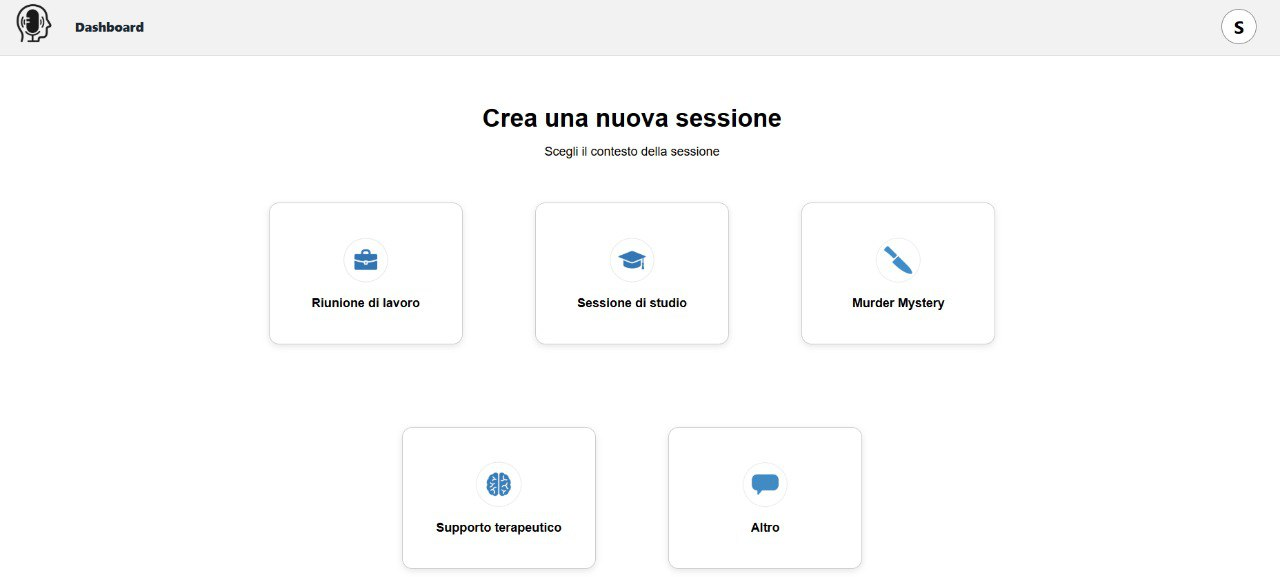 Dashboard
S
Crea una nuova sessione
Scegli il contesto della sessione
Riunione di lavoro
Sessione di studio
Murder Mystery
Supporto terapeutico
Altro